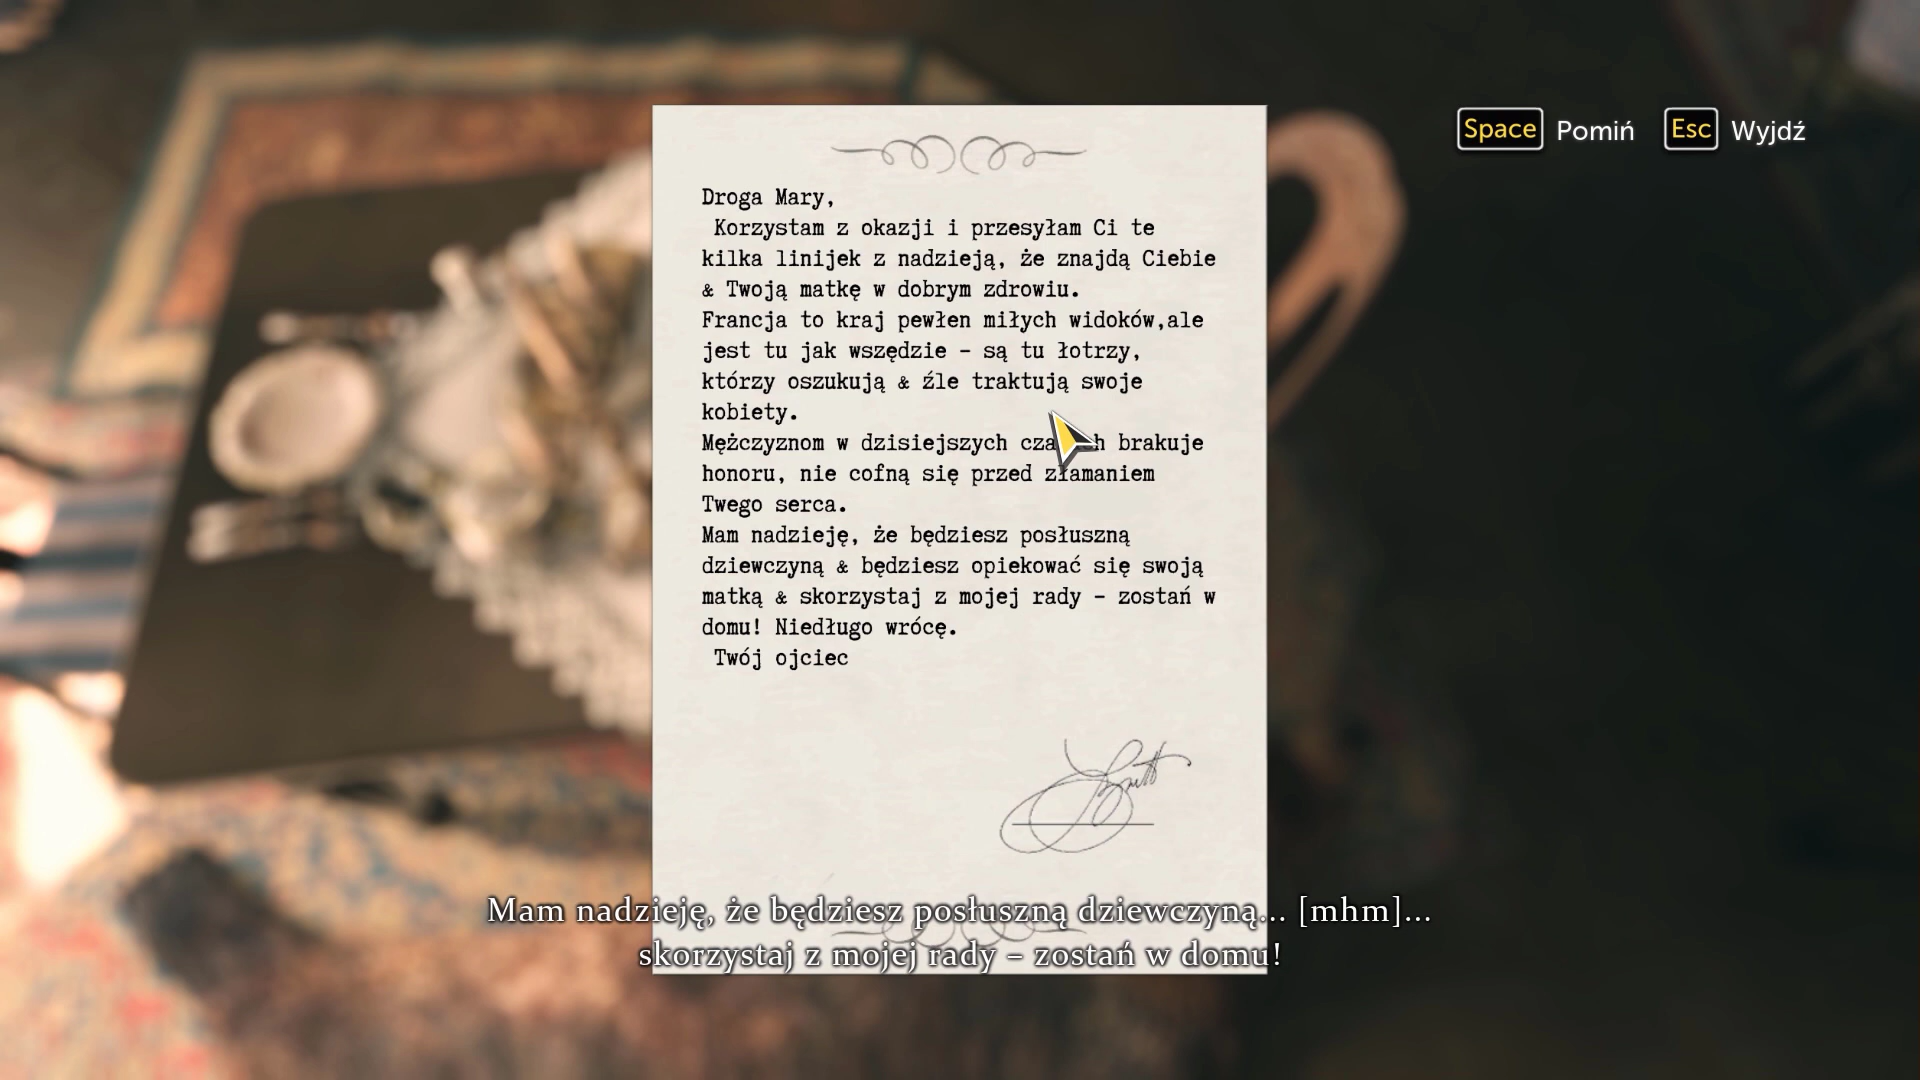 Space Pomiń Esc Wyjdź
Droga Mary,
Korzystam z okazji i przesyłam Ci te
kilka linijek z nadzieją, że znajdą Ciebie
& Twoją matkę w dobrym zdrowiu.
Francja to kraj pewłen miłych widoków,ale
jest tu jak wszędzie – są tu łotrzy,
którzy oszukują & źle traktują swoje
kobiety.
Mężczyznom w dzisiejszych czasach brakuje
honoru, nie cofną się przed złamaniem
Twego serca.
Mam nadzieję, że będziesz posłuszną
dziewczyną & będziesz opiekować się swoją
matką & skorzystaj z mojej rady – zostań w
domu! Niedługo wrócę.
Twój ojciec
Mam nadzieję, że będziesz posłuszną dziewczyną... [mhm]...
skorzystaj z mojej rady – zostań w domu!